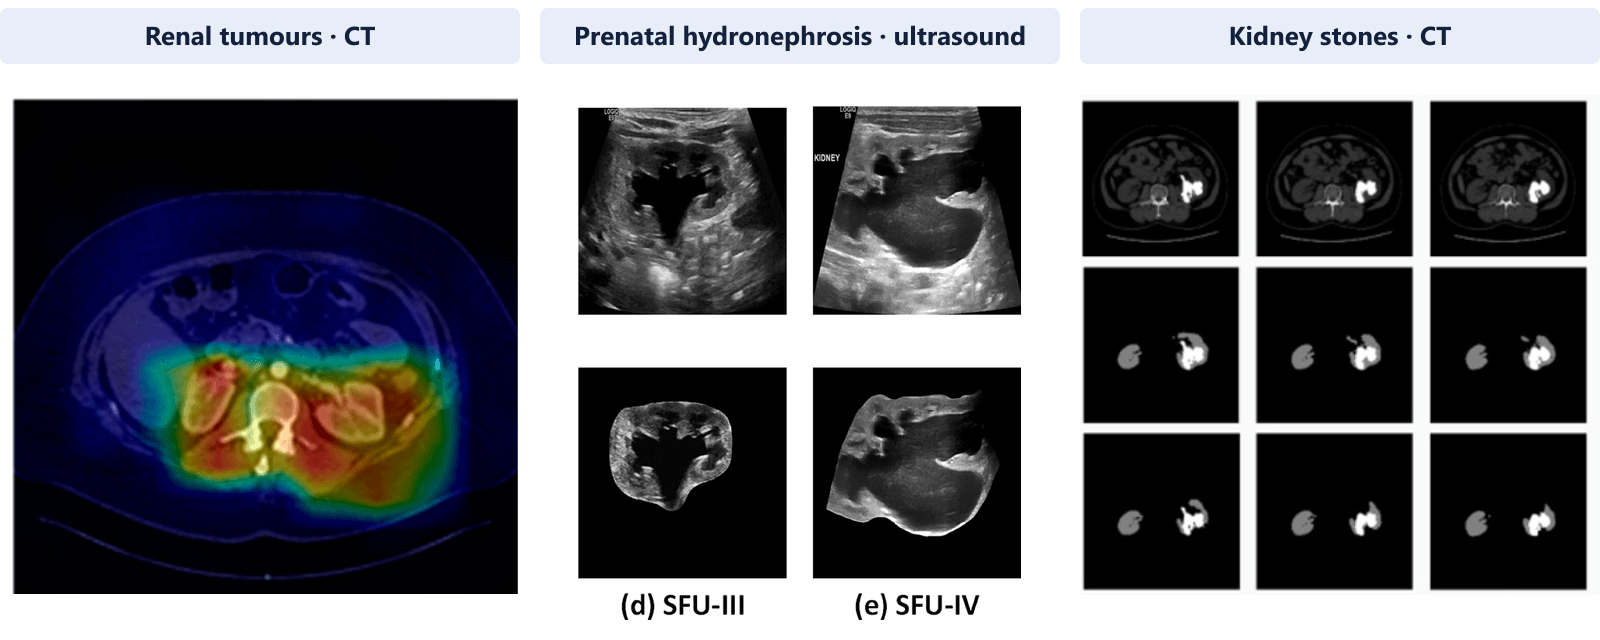 Renal tumours · CT
Prenatal hydronephrosis · ultrasound
Kidney stones · CT
LOGIQ
E9
LOGIQ
E9
KIDNEY
(d) SFU-III
(e) SFU-IV